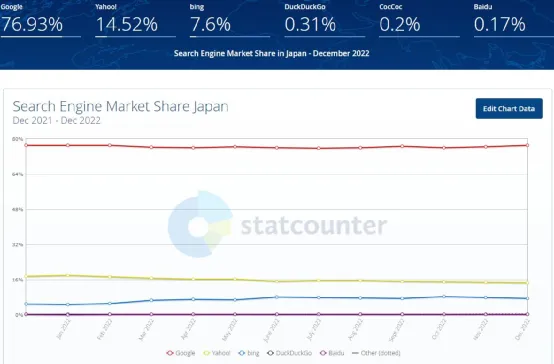 Google Yahoo! bing DuckDuckGo CocCoc Baidu
76.93% 14.52% 7.6% 0.31% 0.2% 0.17%
Search Engine Market Share in Japan - December 2022
Search Engine Market Share Japan
Edit Chart Data
Dec 2021 - Dec 2022
80%
64%
48%
statcounter
32%
16%
0%
Jan 2022 Feb 2022 Mar 2022 Apr 2022 May 2022 June 2022 July 2022 Aug 2022 Sept 2022 Oct 2022 Nov 2022 Dec 2022
Google Yahoo! bing DuckDuckGo Baidu Other (dotted)